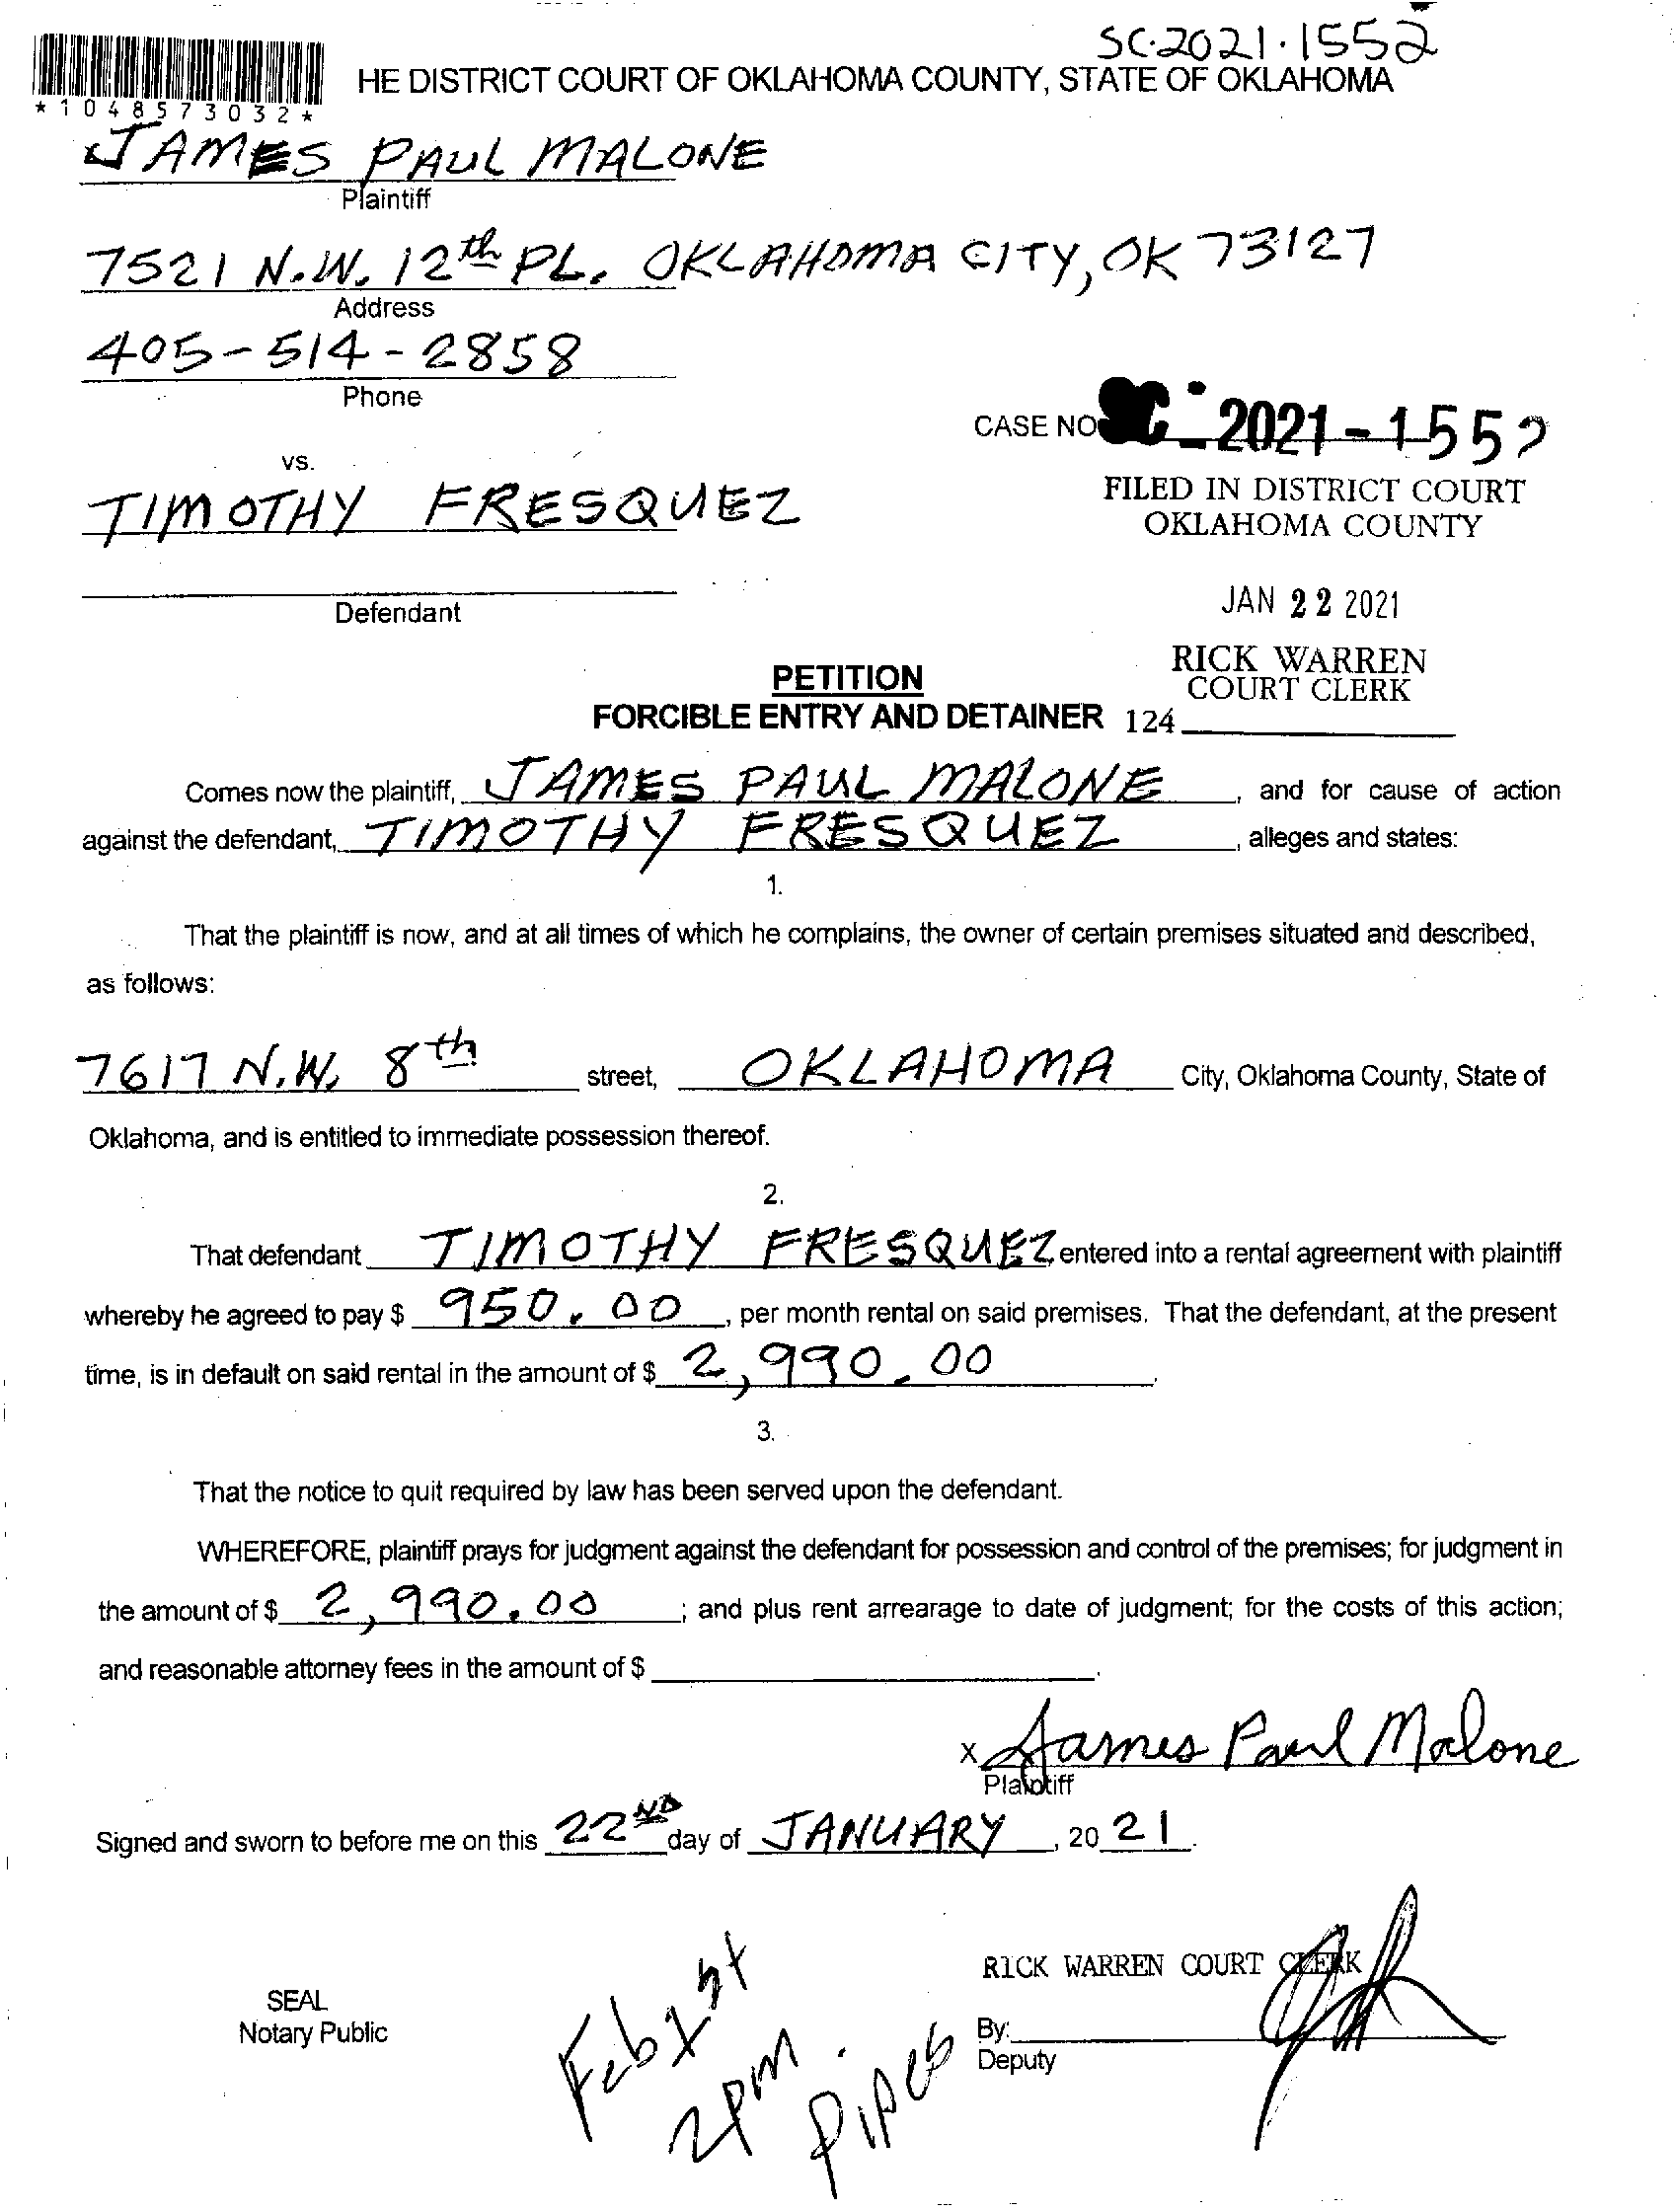 SC-2021-1552
*1048573032*
HE DISTRICT COURT OF OKLAHOMA COUNTY, STATE OF OKLAHOMA
JAMES PAUL MALONE
Plaintiff
7521 N.W. 12th PL. OKLAHOMA CITY, OK 73127
Address
405-514-2858
Phone
CASE NO SC-2021-1552
vs.
TIMOTHY FRESQUEZ
FILED IN DISTRICT COURT
OKLAHOMA COUNTY
Defendant
JAN 22 2021
RICK WARREN
COURT CLERK
PETITION
FORCIBLE ENTRY AND DETAINER 124
Comes now the plaintiff, JAMES PAUL MALONE, and for cause of action
against the defendant, TIMOTHY FRESQUEZ, alleges and states:
1.
That the plaintiff is now, and at all times of which he complains, the owner of certain premises situated and described,
as follows:
7617 N.W. 8th street, OKLAHOMA City, Oklahoma County, State of
Oklahoma, and is entitled to immediate possession thereof.
2.
That defendant TIMOTHY FRESQUEZ entered into a rental agreement with plaintiff
whereby he agreed to pay $ 950.00, per month rental on said premises. That the defendant, at the present
time, is in default on said rental in the amount of $ 2,990.00.
3.
That the notice to quit required by law has been served upon the defendant.
WHEREFORE, plaintiff prays for judgment against the defendant for possession and control of the premises; for judgment in
the amount of $ 2,990.00; and plus rent arrearage to date of judgment; for the costs of this action;
and reasonable attorney fees in the amount of $ .
x James Paul Malone
Plaintiff
Signed and sworn to before me on this 22ND day of JANUARY, 2021.
RICK WARREN COURT CLERK
SEAL
Notary Public
By:
Deputy
Feb 1st
2pm
Pipes